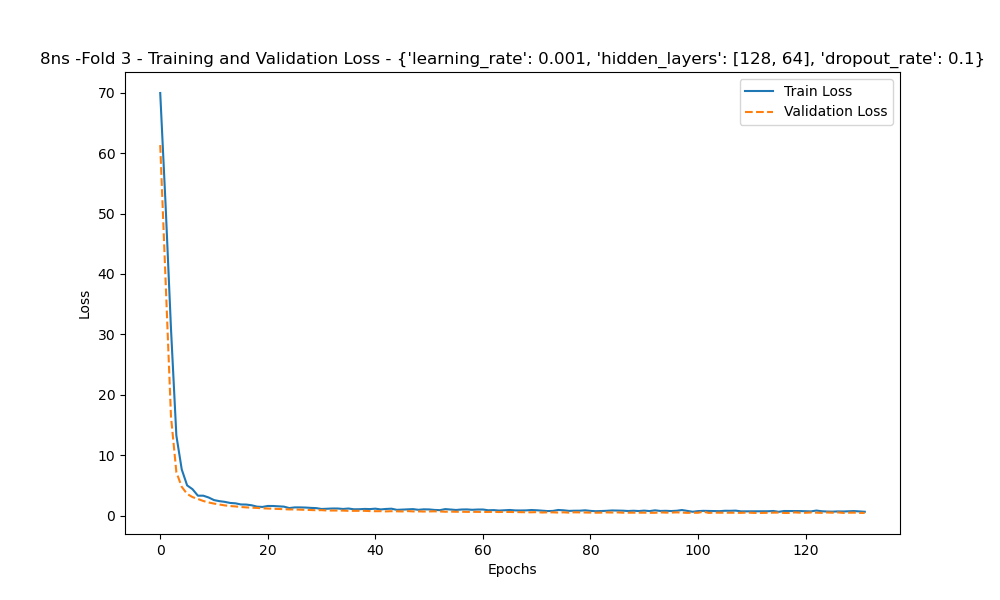 8ns -Fold 3 - Training and Validation Loss - {'learning_rate': 0.001, 'hidden_layers': [128, 64], 'dropout_rate': 0.1}
Train Loss
Validation Loss
70
60
50
40
30
20
10
0
Loss
0 20 40 60 80 100 120
Epochs